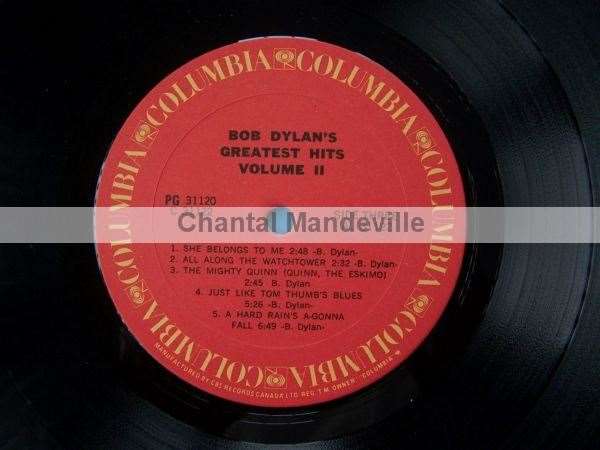 COLUMBIA COLUMBIA COLUMBIA COLUMBIA COLUMBIA COLUMBIA
BOB DYLAN'S
GREATEST HITS
VOLUME II
PG 31120
SIDE THREE
Chantal Mandeville
1. SHE BELONGS TO ME 2:48 -B. Dylan-
2. ALL ALONG THE WATCHTOWER 2:32 -B. Dylan-
3. THE MIGHTY QUINN (QUINN, THE ESKIMO)
2:45 B. Dylan
4. JUST LIKE TOM THUMB'S BLUES
5:26 -B. Dylan-
5. A HARD RAIN'S A-GONNA
FALL 6:49 -B. Dylan-
MANUFACTURED BY CBS RECORDS CANADA LTD REG. T.M. OWNER "COLUMBIA"